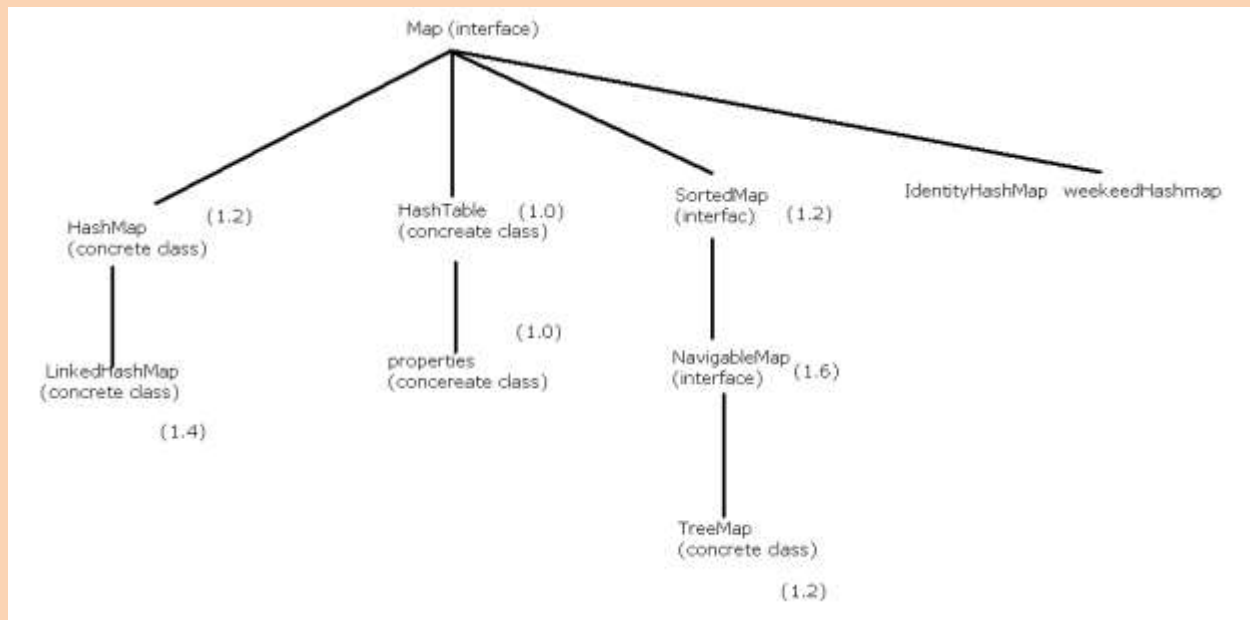 Map (interface)
HashMap
(concrete class)
(1.2)
HashTable
(concreate class)
(1.0)
SortedMap
(interfac)
(1.2)
IdentityHashMap weekeedHashmap
LinkedHashMap
(concrete class)
(1.4)
properties
(concereate class)
(1.0)
NavigableMap
(interface)
(1.6)
TreeMap
(concrete class)
(1.2)